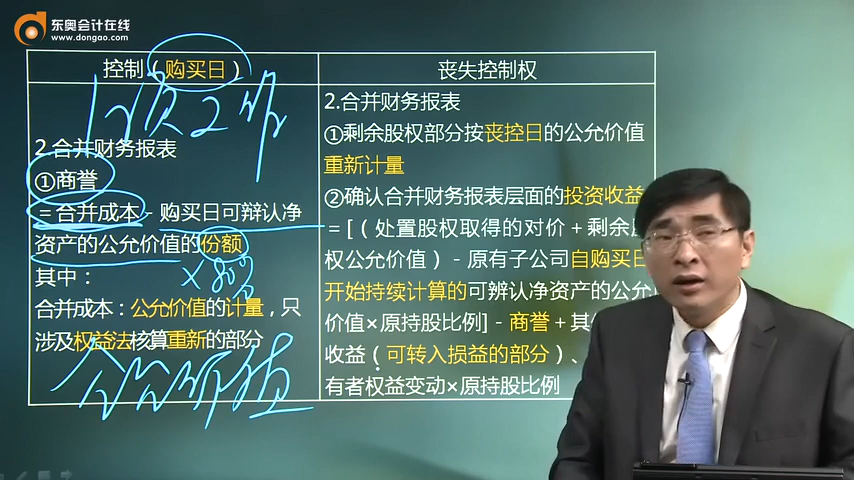 东奥会计在线
www.dongao.com
控制（购买日）
丧失控制权
2.合并财务报表
①商誉
＝合并成本－购买日可辩认净
资产的公允价值的份额
×80%
其中：
合并成本：公允价值的计量，只
涉及权益法核算重新的部分
公允价值
2.合并财务报表
①剩余股权部分按丧控日的公允价值
重新计量
②确认合并财务报表层面的投资收益
＝[（处置股权取得的对价＋剩余股
权公允价值）－原有子公司自购买日
开始持续计算的可辨认净资产的公允
价值×原持股比例]－商誉＋其
收益（可转入损益的部分）、
有者权益变动×原持股比例